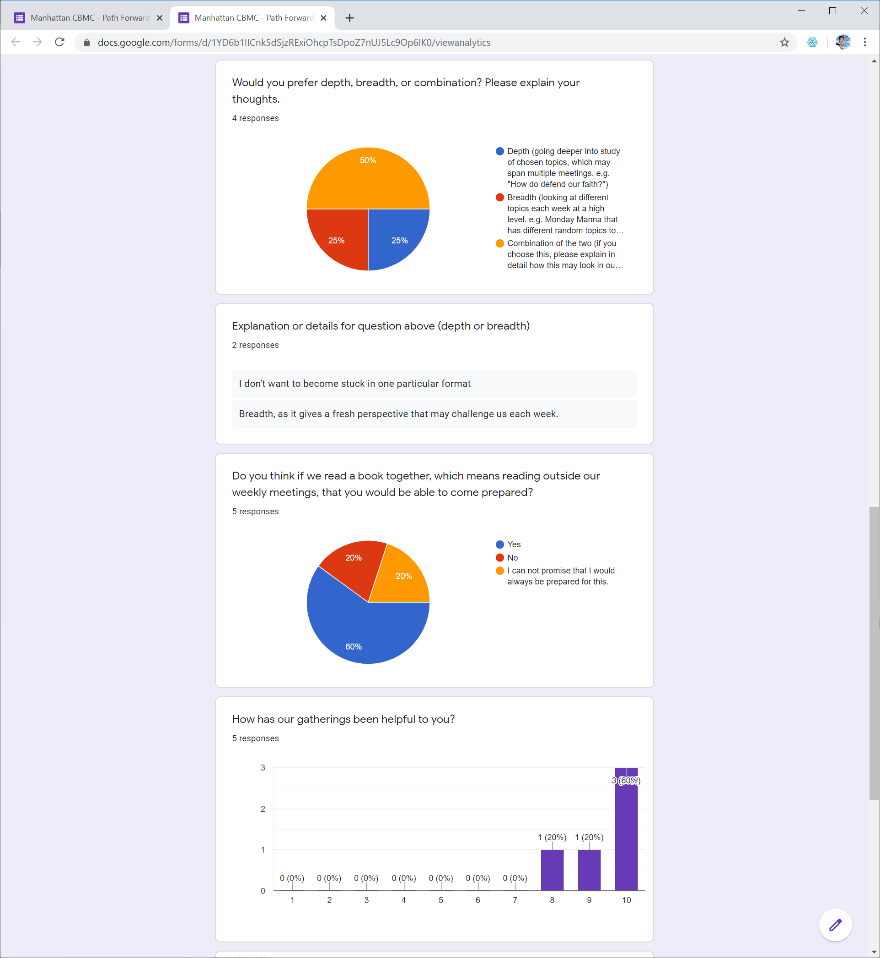 Manhattan CBMC - Path Forward
Manhattan CBMC - Path Forward
docs.google.com/forms/d/1YD6b1IICnk5dSjzRExiOhcpTsDpoZ7nUJ5Lc9Op6IK0/viewanalytics
Would you prefer depth, breadth, or combination? Please explain your
thoughts.
4 responses
50%
25%
25%
Depth (going deeper into study
of chosen topics, which may
span multiple meetings. e.g.
"How do defend our faith?")
Breadth (looking at different
topics each week at a high
level. e.g. Monday Manna that
has different random topics to...
Combination of the two (if you
choose this, please explain in
detail how this may look in ou...
Explanation or details for question above (depth or breadth)
2 responses
I don't want to become stuck in one particular format
Breadth, as it gives a fresh perspective that may challenge us each week.
Do you think if we read a book together, which means reading outside our
weekly meetings, that you would be able to come prepared?
5 responses
20%
20%
60%
Yes
No
I can not promise that I would
always be prepared for this.
How has our gatherings been helpful to you?
5 responses
3
2
1
0
0 (0%) 0 (0%) 0 (0%) 0 (0%) 0 (0%) 0 (0%) 0 (0%) 1 (20%) 1 (20%) 3 (60%)
1 2 3 4 5 6 7 8 9 10